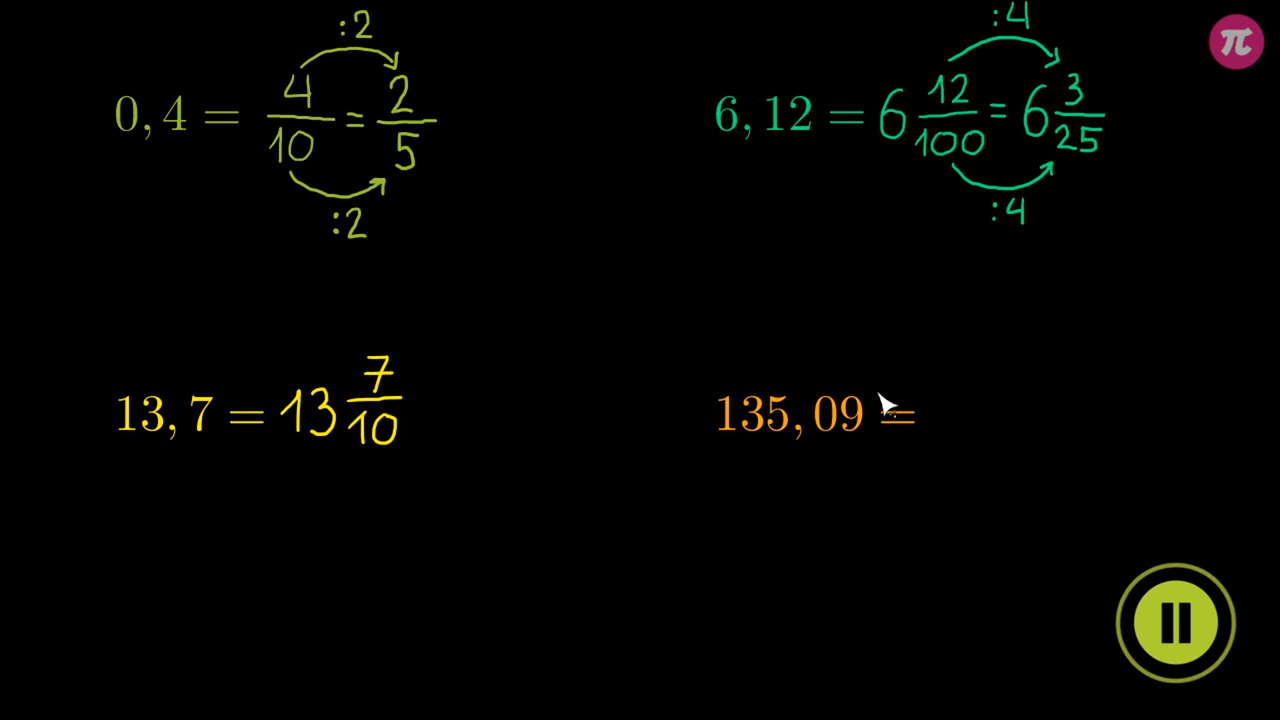 :2
0,4 = 4/10 = 2/5
:2
:4
6,12 = 6 12/100 = 6 3/25
:4
13,7 = 13 7/10
135,09 =
π